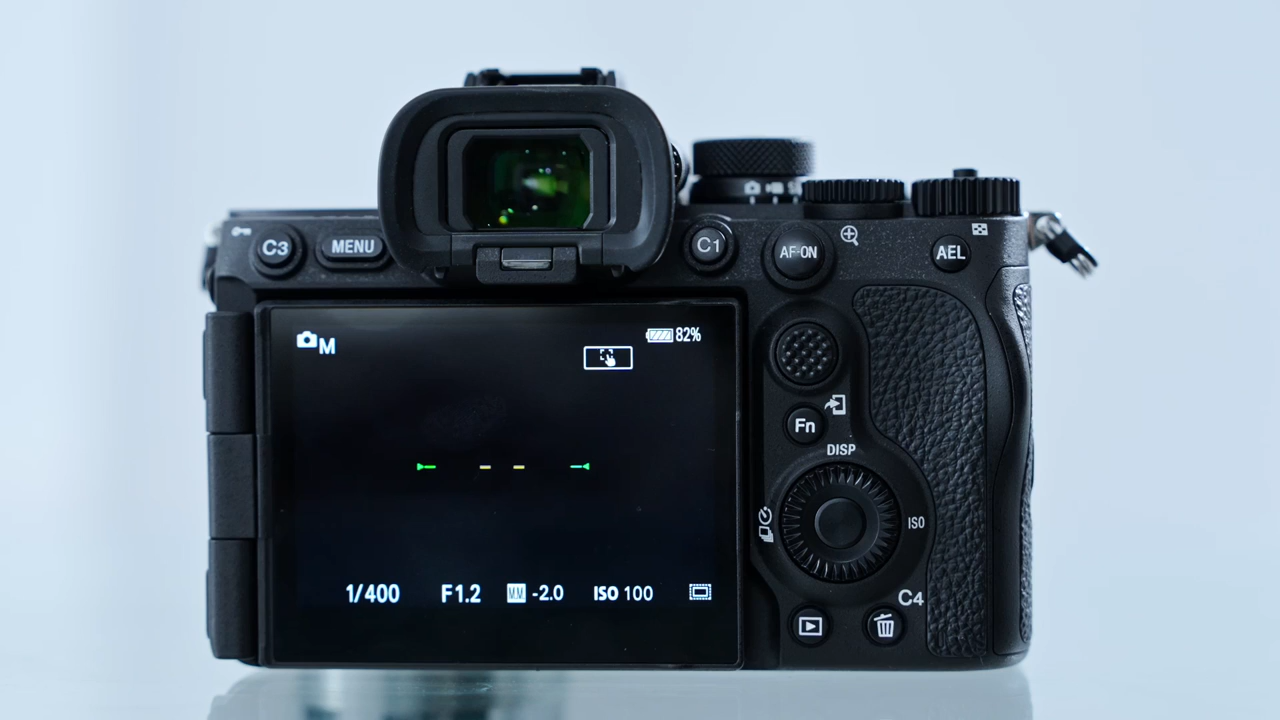 C3
MENU
C1
AF-ON
AEL
M
82%
Fn
DISP
ISO
1/400
F1.2
MM
-2.0
ISO 100
C4